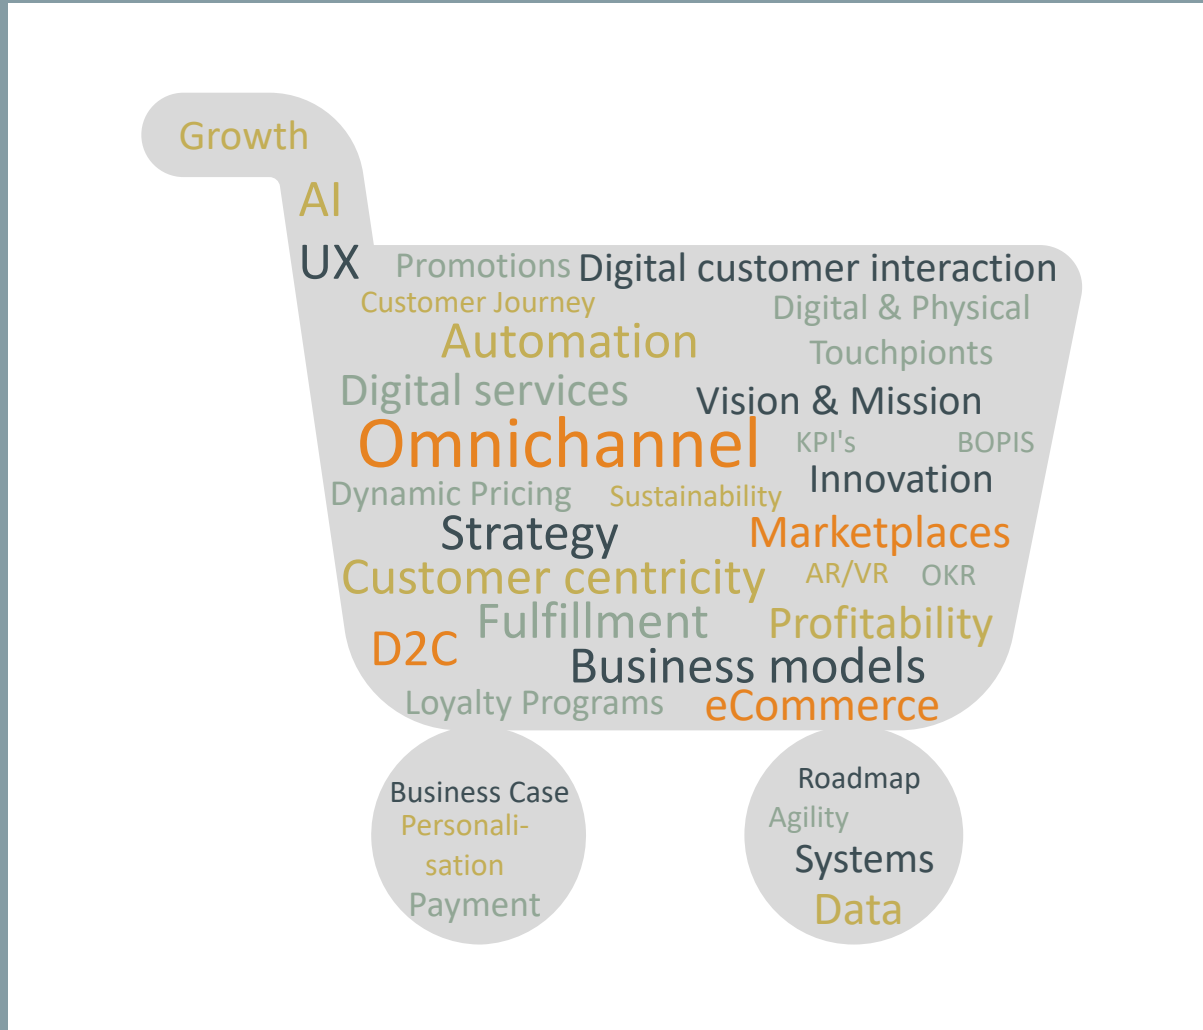 Growth
AI
UX
Promotions
Digital customer interaction
Customer Journey
Digital & Physical
Touchpionts
Automation
Digital services
Vision & Mission
Omnichannel
KPI's
BOPIS
Innovation
Dynamic Pricing
Sustainability
Strategy
Marketplaces
Customer centricity
AR/VR
OKR
Fulfillment
Profitability
D2C
Business models
Loyalty Programs
eCommerce
Business Case
Personali-
sation
Payment
Roadmap
Agility
Systems
Data